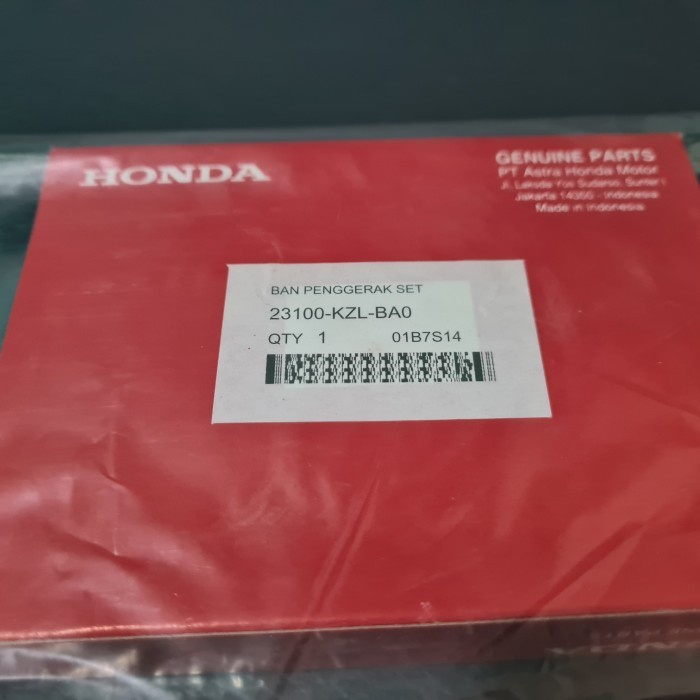 HONDA
GENUINE PARTS
PT Astra Honda Motor
Jl. Laksda Yos Sudarso, Sunter
Jakarta 14350 - Indonesia
Made in Indonesia
BAN PENGGERAK SET
23100-KZL-BA0
QTY 1 01B7S14